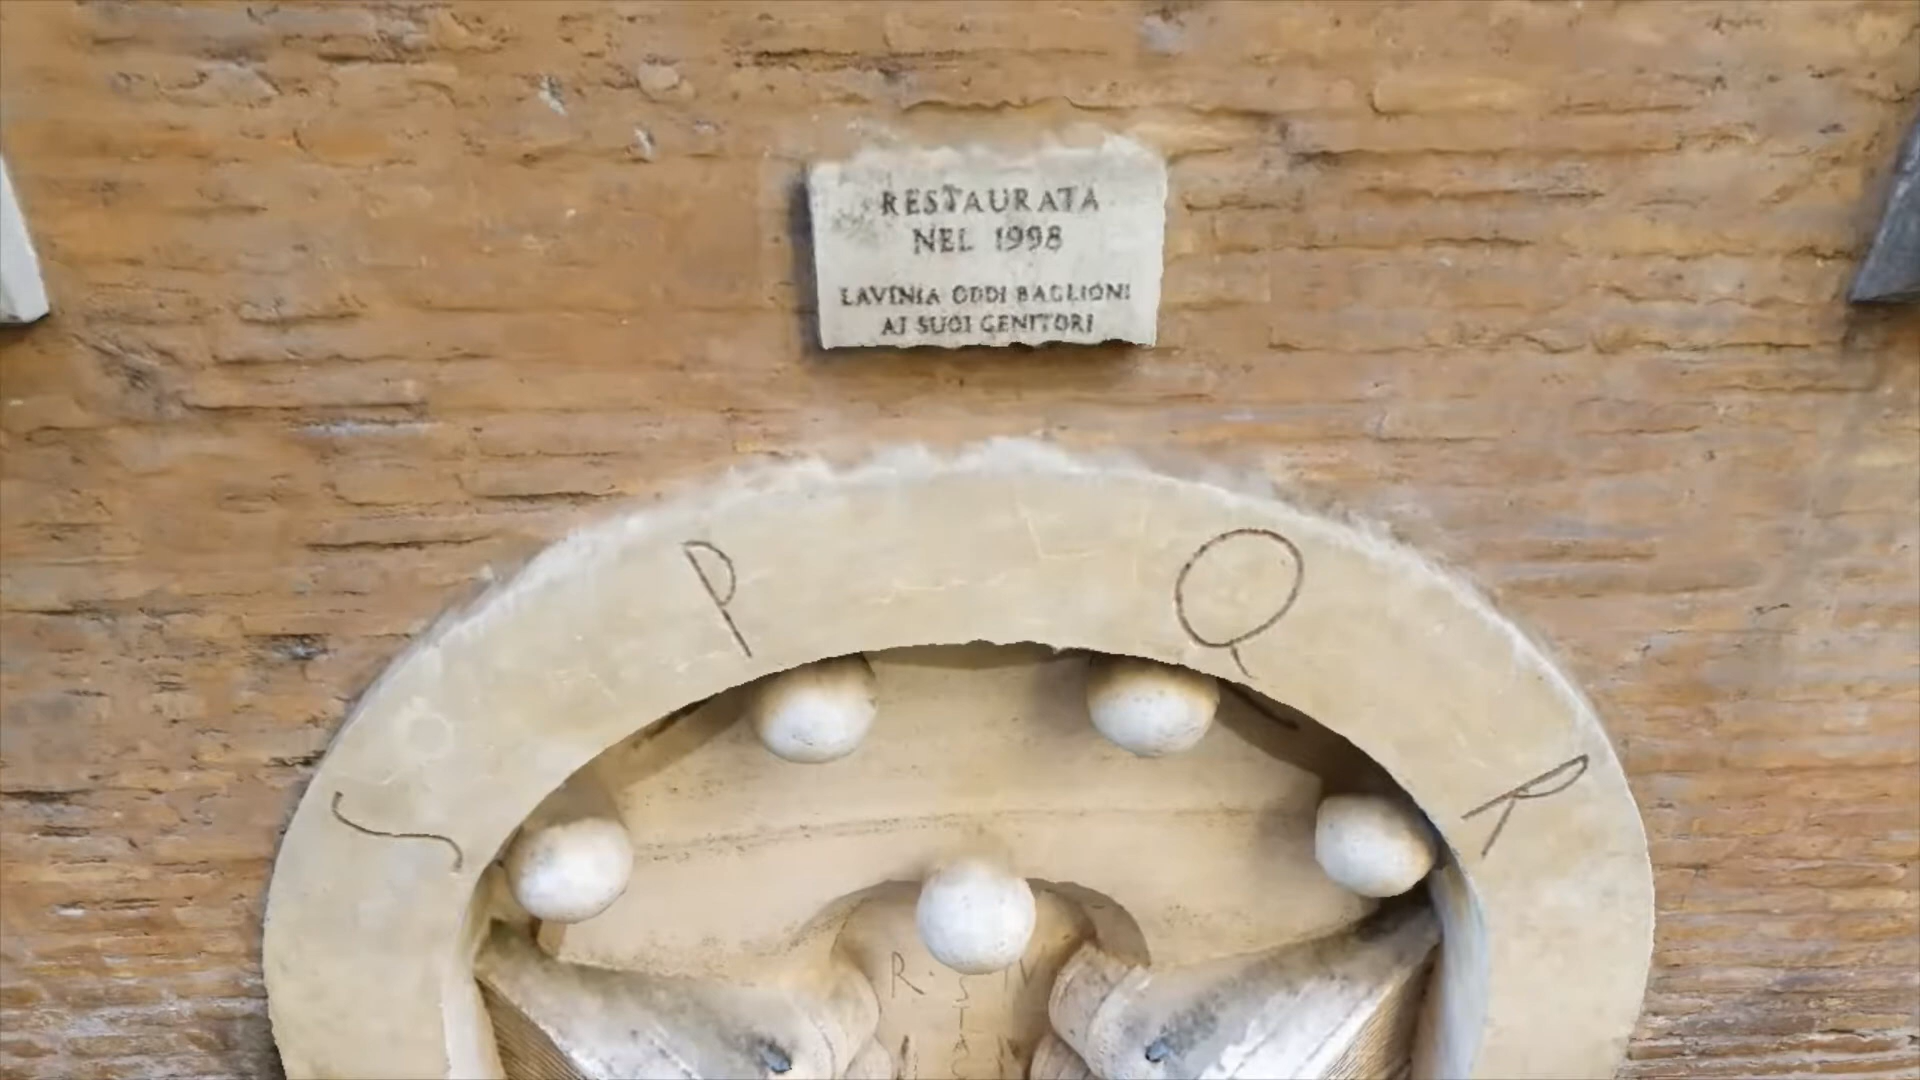 RESTAURATA
NEL 1998
LAVINIA ODDI BAGLIONI
AI SUOI GENITORI
S P Q R
R.